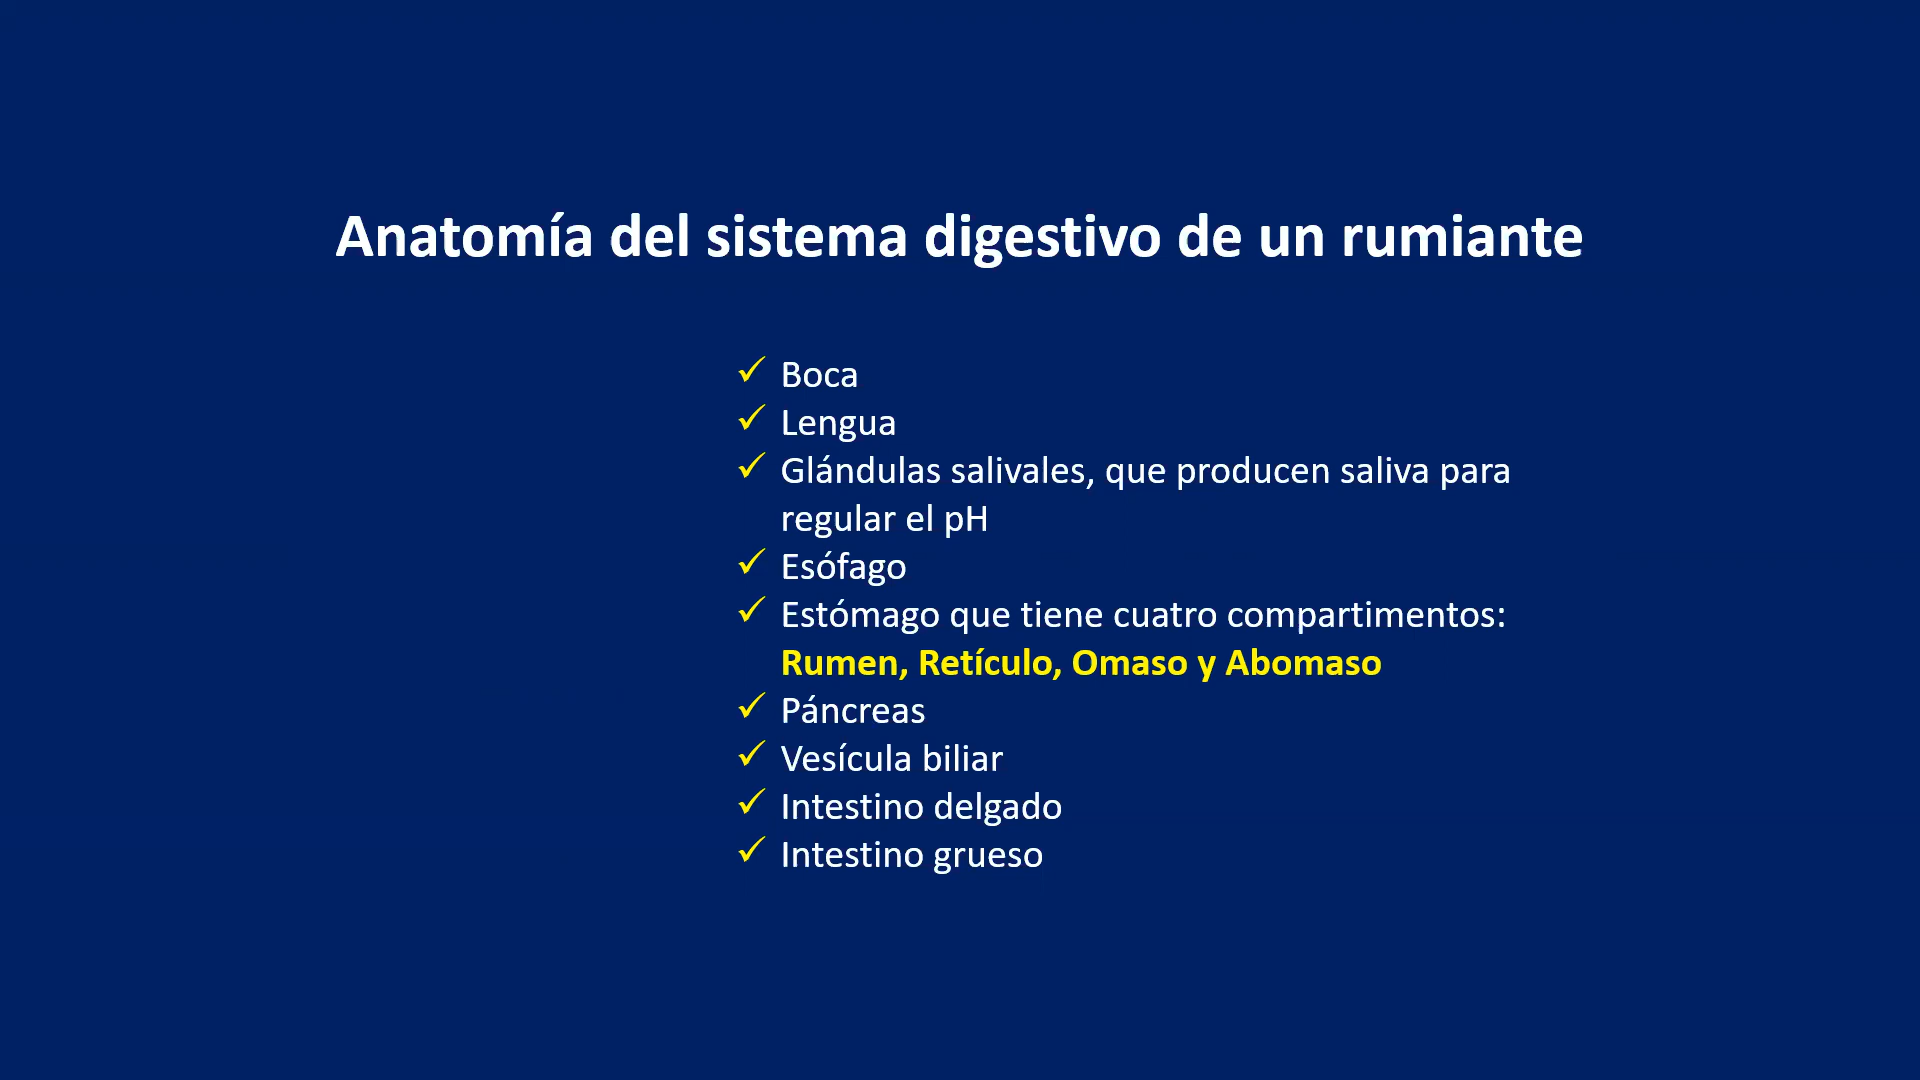 Anatomía del sistema digestivo de un rumiante
✓ Boca
✓ Lengua
✓ Glándulas salivales, que producen saliva para
regular el pH
✓ Esófago
✓ Estómago que tiene cuatro compartimentos:
Rumen, Retículo, Omaso y Abomaso
✓ Páncreas
✓ Vesícula biliar
✓ Intestino delgado
✓ Intestino grueso